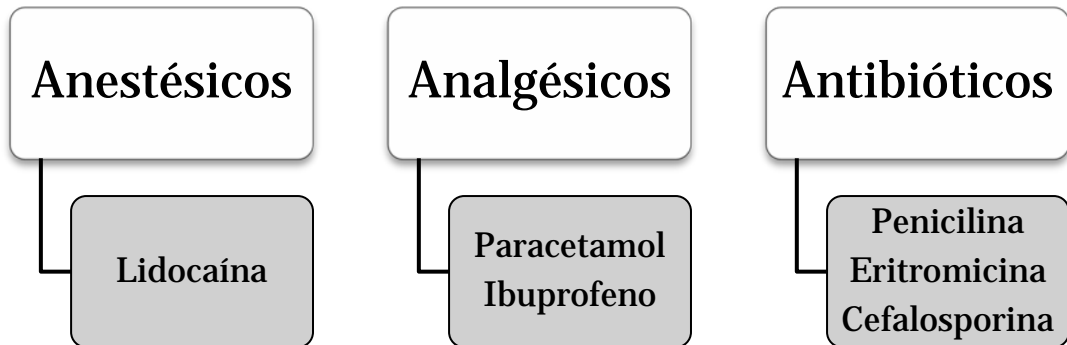 Anestésicos
Lidocaína
Analgésicos
Paracetamol
Ibuprofeno
Antibióticos
Penicilina
Eritromicina
Cefalosporina